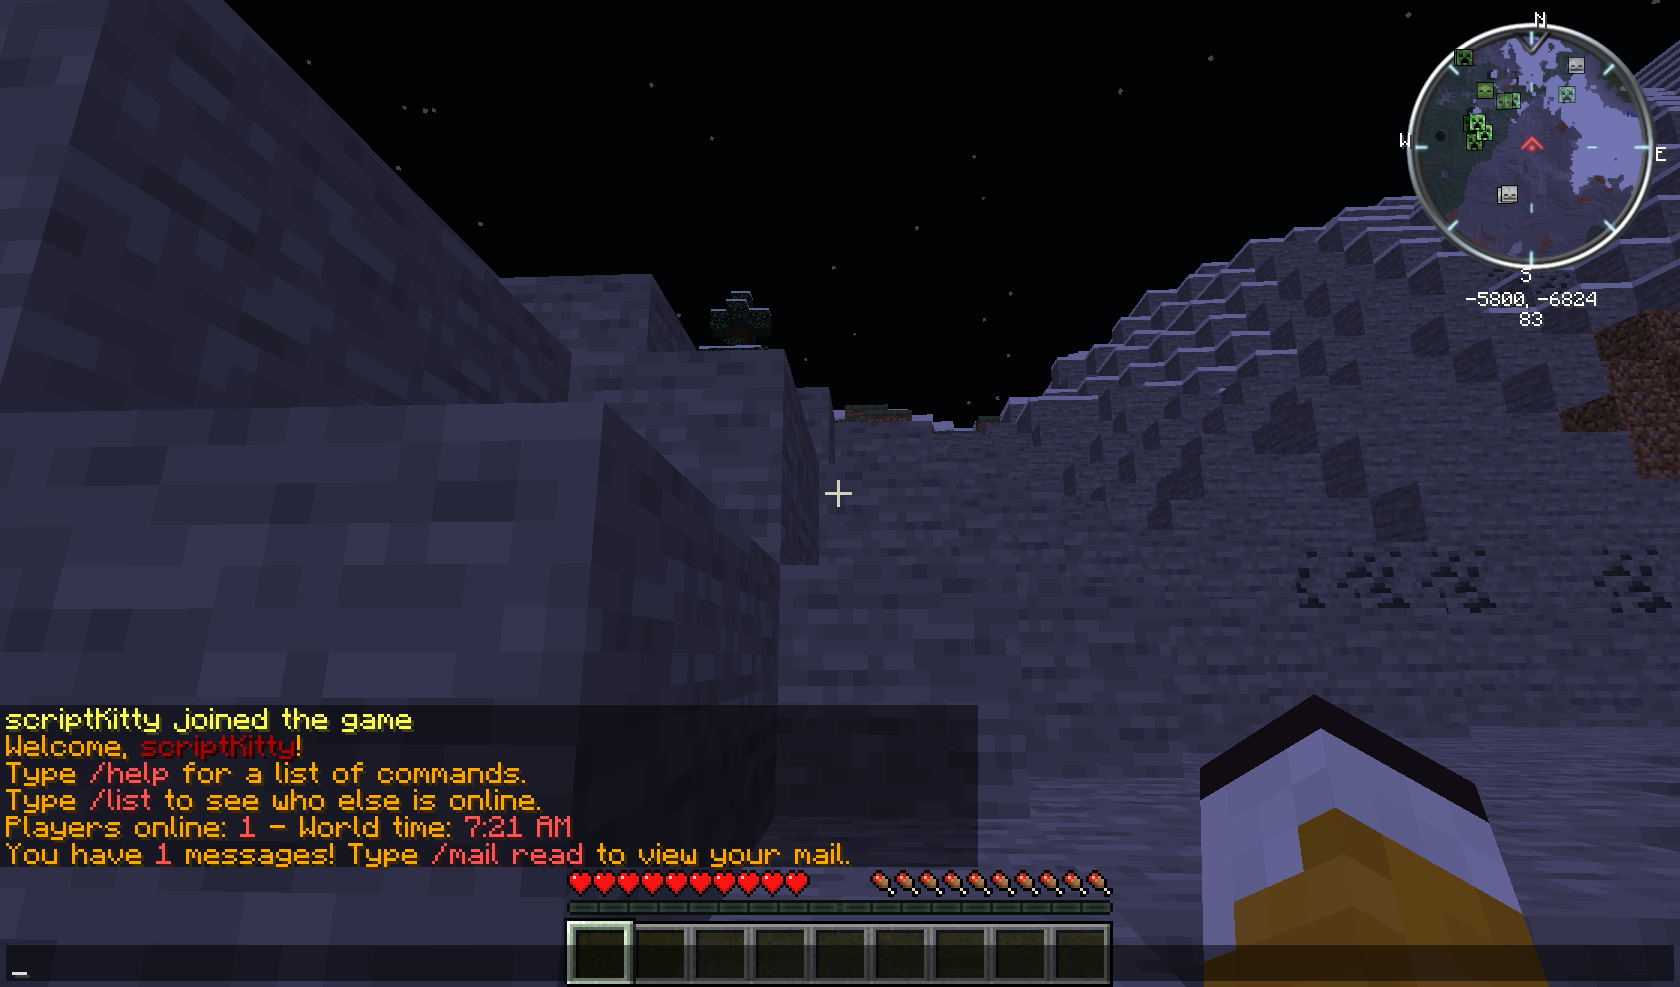 N
W
E
S
-5800, -6824
83
scriptKitty joined the game
Welcome, scriptKitty!
Type /help for a list of commands.
Type /list to see who else is online.
Players online: 1 - World time: 7:21 AM
You have 1 messages! Type /mail read to view your mail.
_